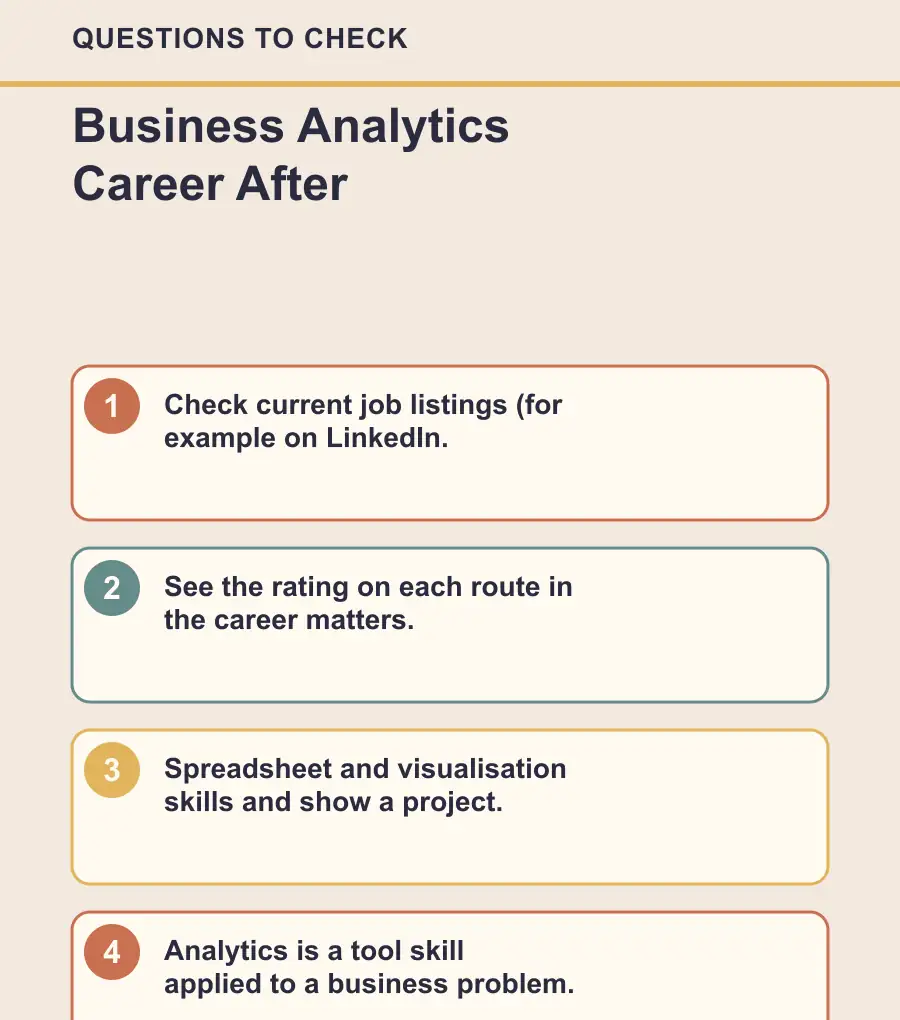 QUESTIONS TO CHECK
Business Analytics
Career After
1
Check current job listings (for
example on LinkedIn.
2
See the rating on each route in
the career matters.
3
Spreadsheet and visualisation
skills and show a project.
4
Analytics is a tool skill
applied to a business problem.